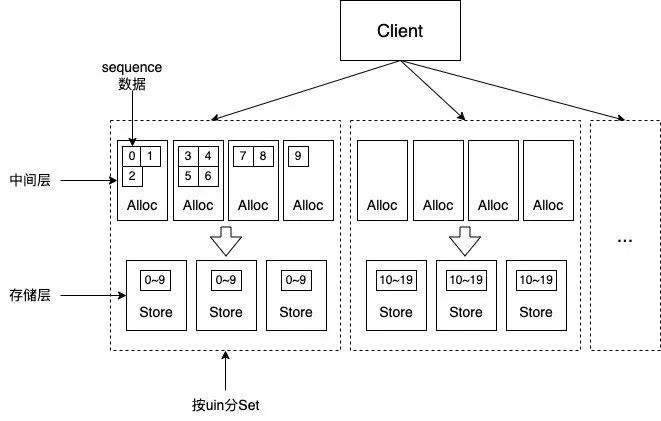 Client
sequence
数据
0 1
2
3 4
5 6
7 8
9
中间层
Alloc Alloc Alloc Alloc
Alloc Alloc Alloc Alloc
...
0~9 0~9 0~9
10~19 10~19 10~19
存储层
Store Store Store
Store Store Store
按uin分Set